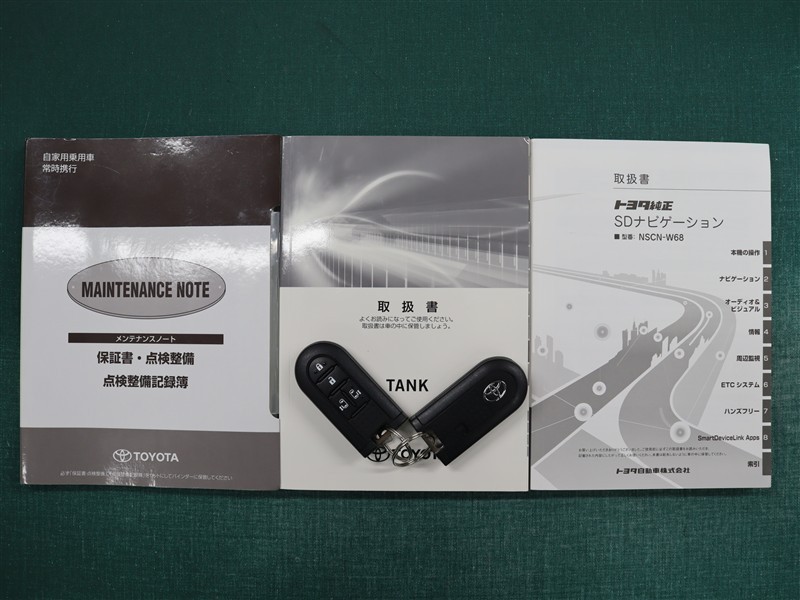 自家用乗用車
常時携行
MAINTENANCE NOTE
メンテナンスノート
保証書・点検整備
点検整備記録簿
TOYOTA
取扱書
よくお読みになってご使用ください。
取扱書は車の中に保管しましょう。
TANK
TOYO
取扱書
トヨタ純正
SDナビゲーション
■ 型番: NSCN-W68
本機の操作 1
ナビゲーション 2
オーディオ&
ビジュアル 3
情報 4
周辺監視 5
ETC システム 6
ハンズフリー 7
SmartDeviceLink Apps 8
索引
トヨタ自動車株式会社